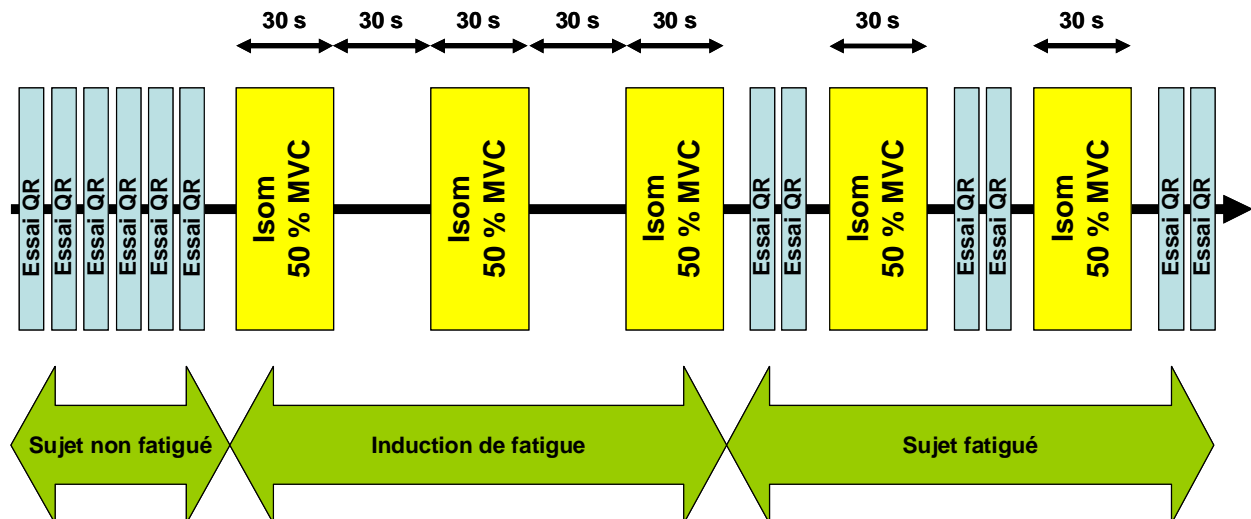 30 s
30 s
30 s
30 s
30 s
30 s
30 s
Essai QR
Essai QR
Essai QR
Essai QR
Essai QR
Essai QR
Isom
50 % MVC
Isom
50 % MVC
Isom
50 % MVC
Essai QR
Essai QR
Isom
50 % MVC
Essai QR
Essai QR
Isom
50 % MVC
Essai QR
Essai QR
Sujet non fatigué
Induction de fatigue
Sujet fatigué